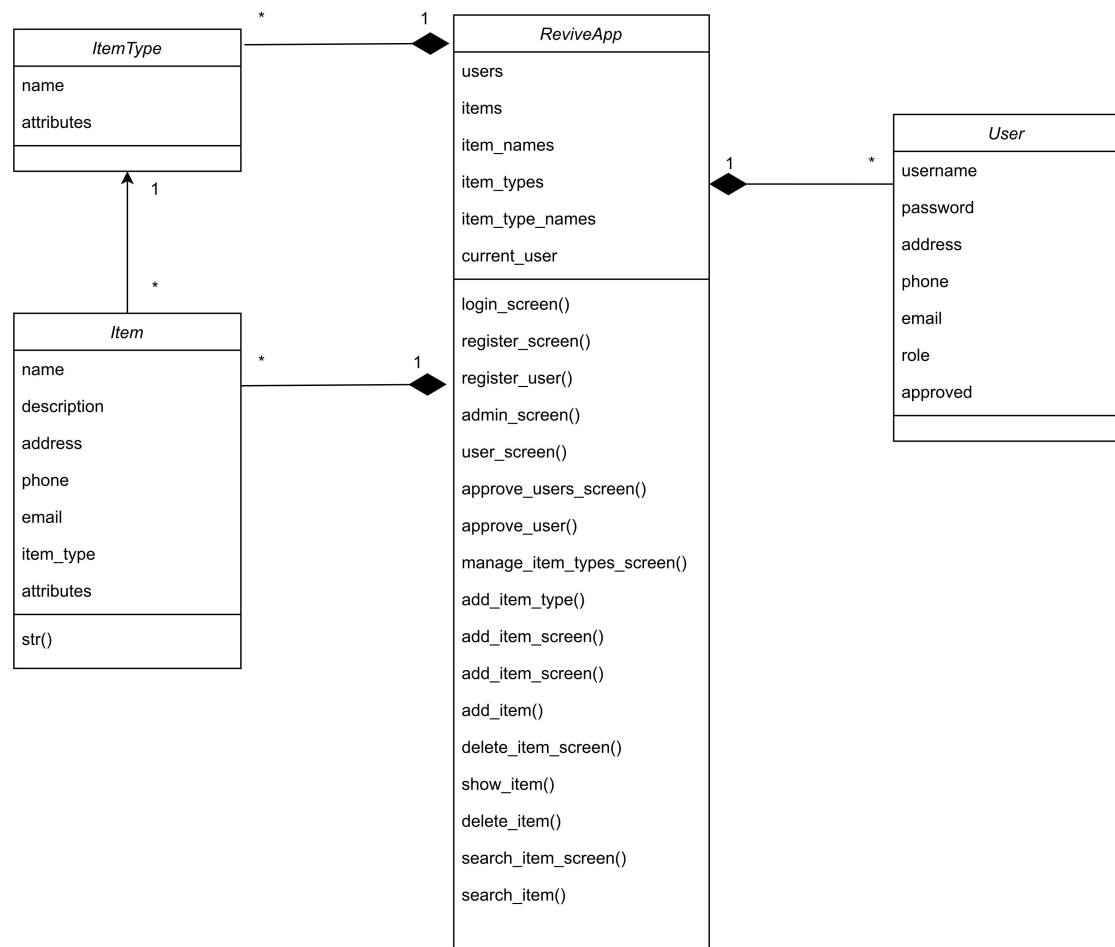 ItemType
name
attributes
*
1
ReviveApp
users
items
item_names
item_types
item_type_names
current_user
login_screen()
register_screen()
register_user()
admin_screen()
user_screen()
approve_users_screen()
approve_user()
manage_item_types_screen()
add_item_type()
add_item_screen()
add_item_screen()
add_item()
delete_item_screen()
show_item()
delete_item()
search_item_screen()
search_item()
1
*
User
username
password
address
phone
email
role
approved
1
*
Item
name
description
address
phone
email
item_type
attributes
str()
*
1